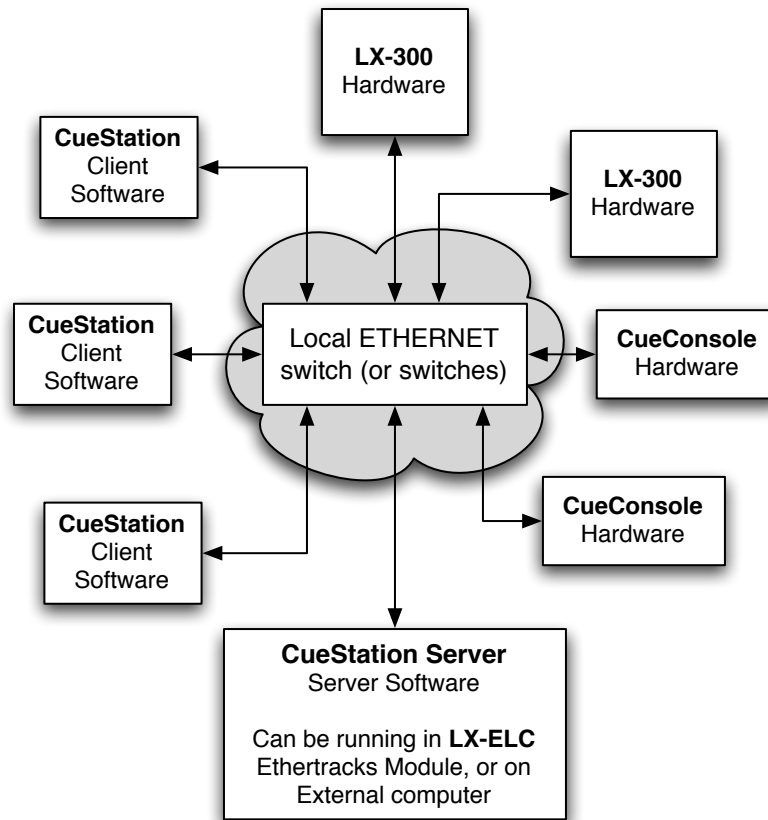 LX-300
Hardware
CueStation
Client
Software
LX-300
Hardware
CueStation
Client
Software
Local ETHERNET
switch (or switches)
CueConsole
Hardware
CueStation
Client
Software
CueConsole
Hardware
CueStation Server
Server Software
Can be running in LX-ELC
Ethertracks Module, or on
External computer